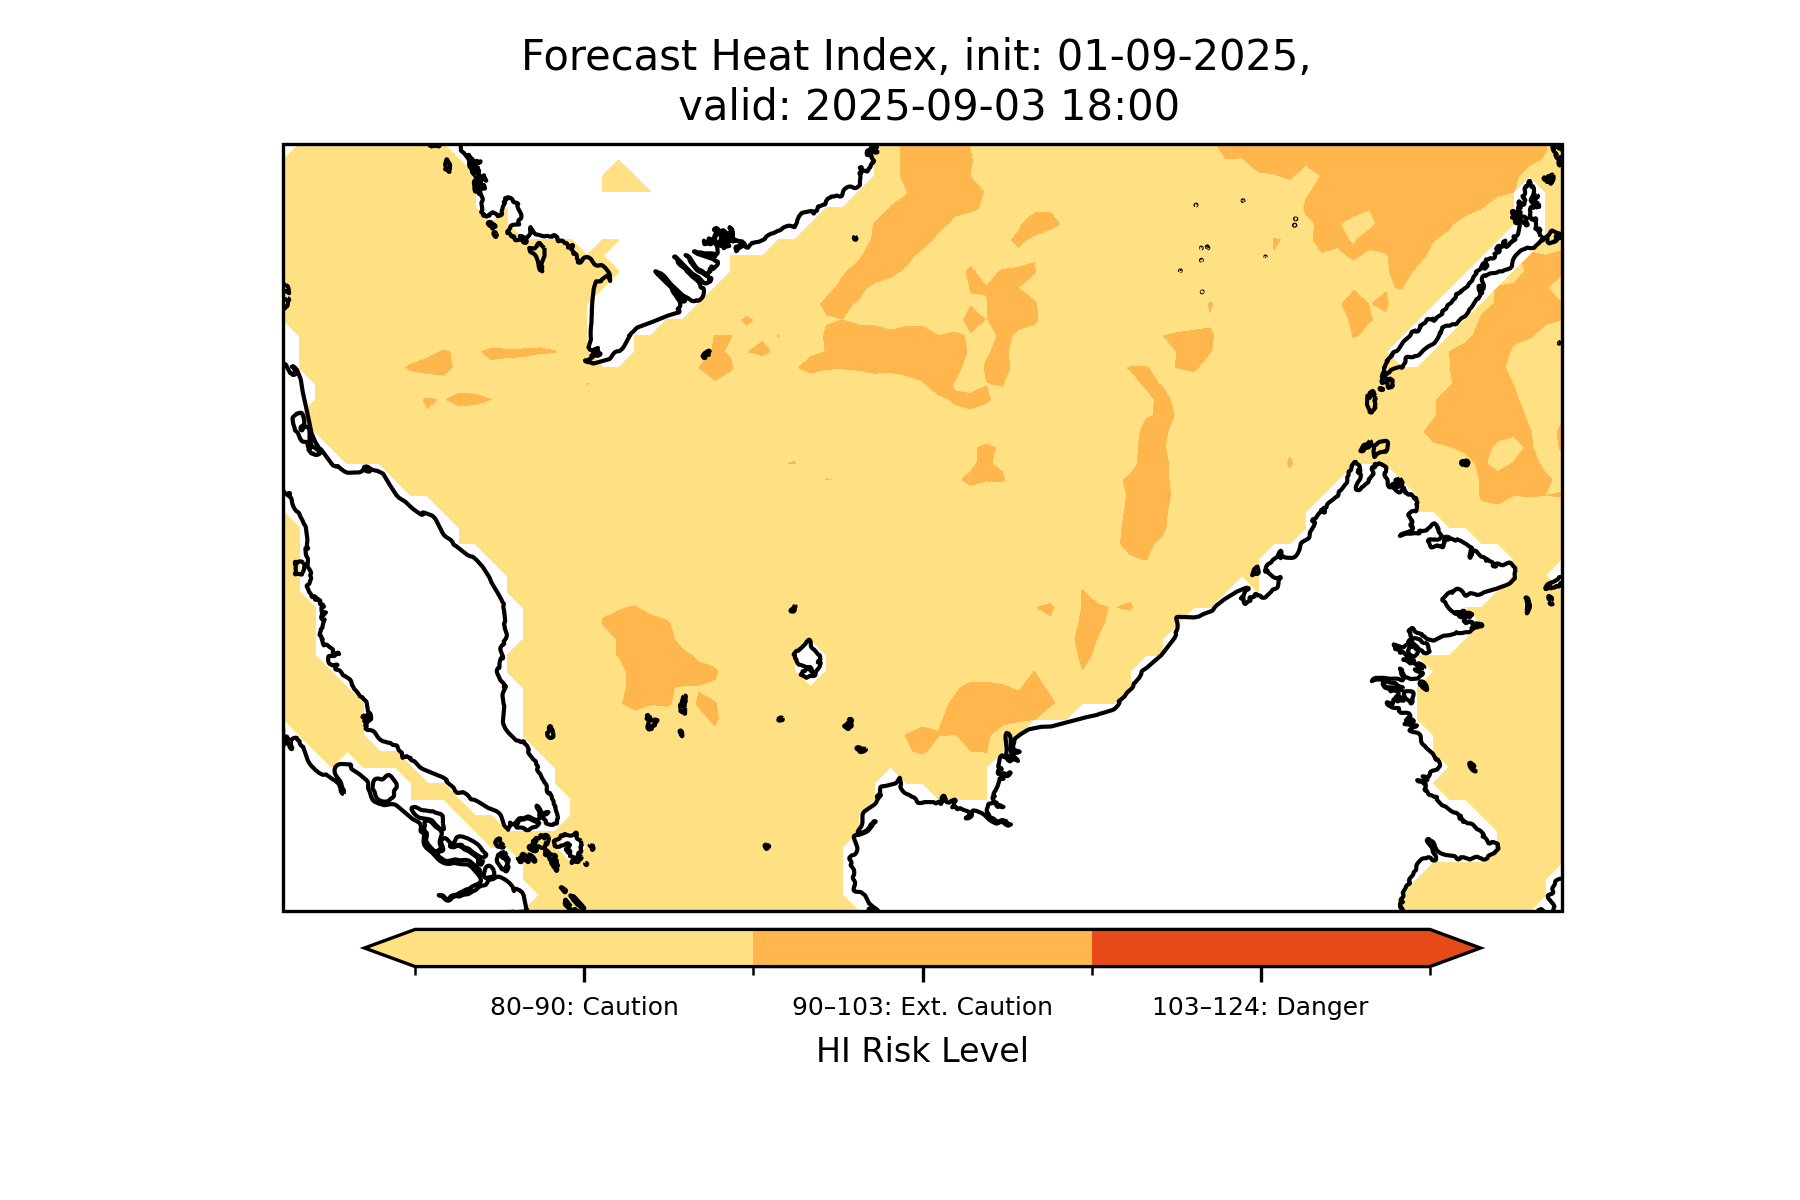 Forecast Heat Index, init: 01-09-2025,
valid: 2025-09-03 18:00
80–90: Caution
90–103: Ext. Caution
103–124: Danger
HI Risk Level